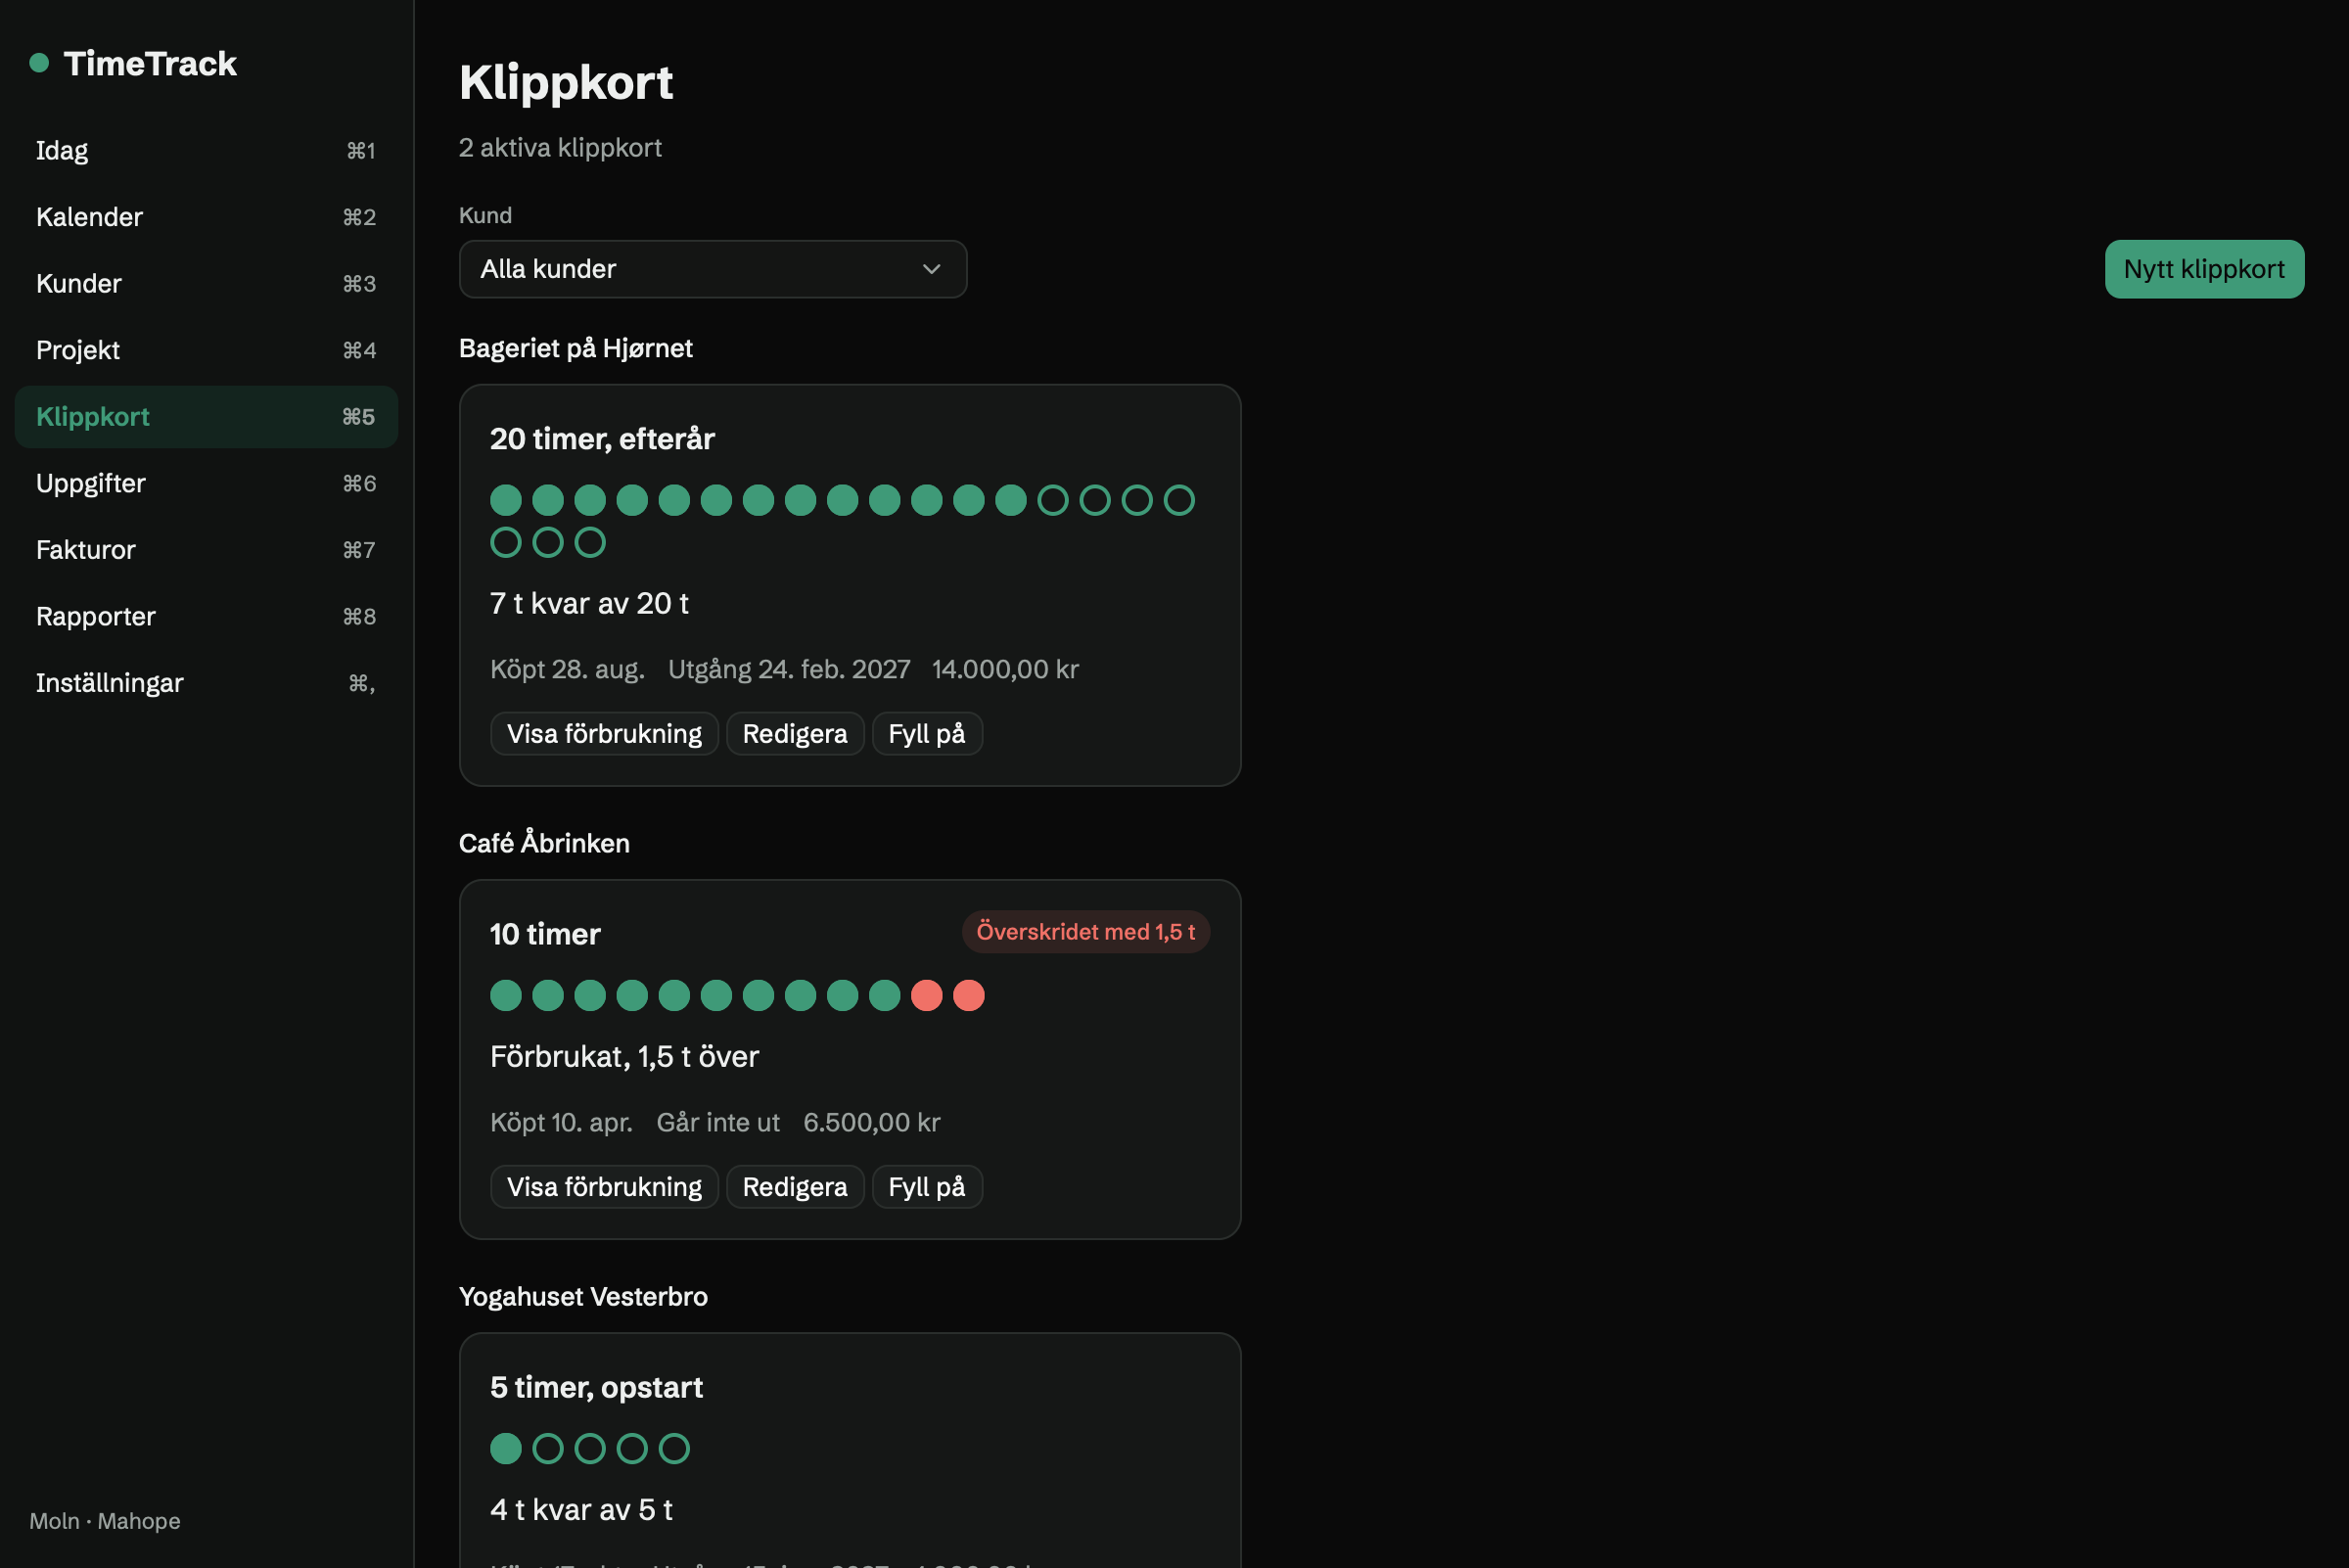 TimeTrack
Idag ⌘1
Kalender ⌘2
Kunder ⌘3
Projekt ⌘4
Klippkort ⌘5
Uppgifter ⌘6
Fakturor ⌘7
Rapporter ⌘8
Inställningar ⌘,
Moln · Mahope
Klippkort
2 aktiva klippkort
Kund
Alla kunder
Nytt klippkort
Bageriet på Hjørnet
20 timer, efterår
7 t kvar av 20 t
Köpt 28. aug. Utgång 24. feb. 2027 14.000,00 kr
Visa förbrukning Redigera Fyll på
Café Åbrinken
10 timer Överskridet med 1,5 t
Förbrukat, 1,5 t över
Köpt 10. apr. Går inte ut 6.500,00 kr
Visa förbrukning Redigera Fyll på
Yogahuset Vesterbro
5 timer, opstart
4 t kvar av 5 t